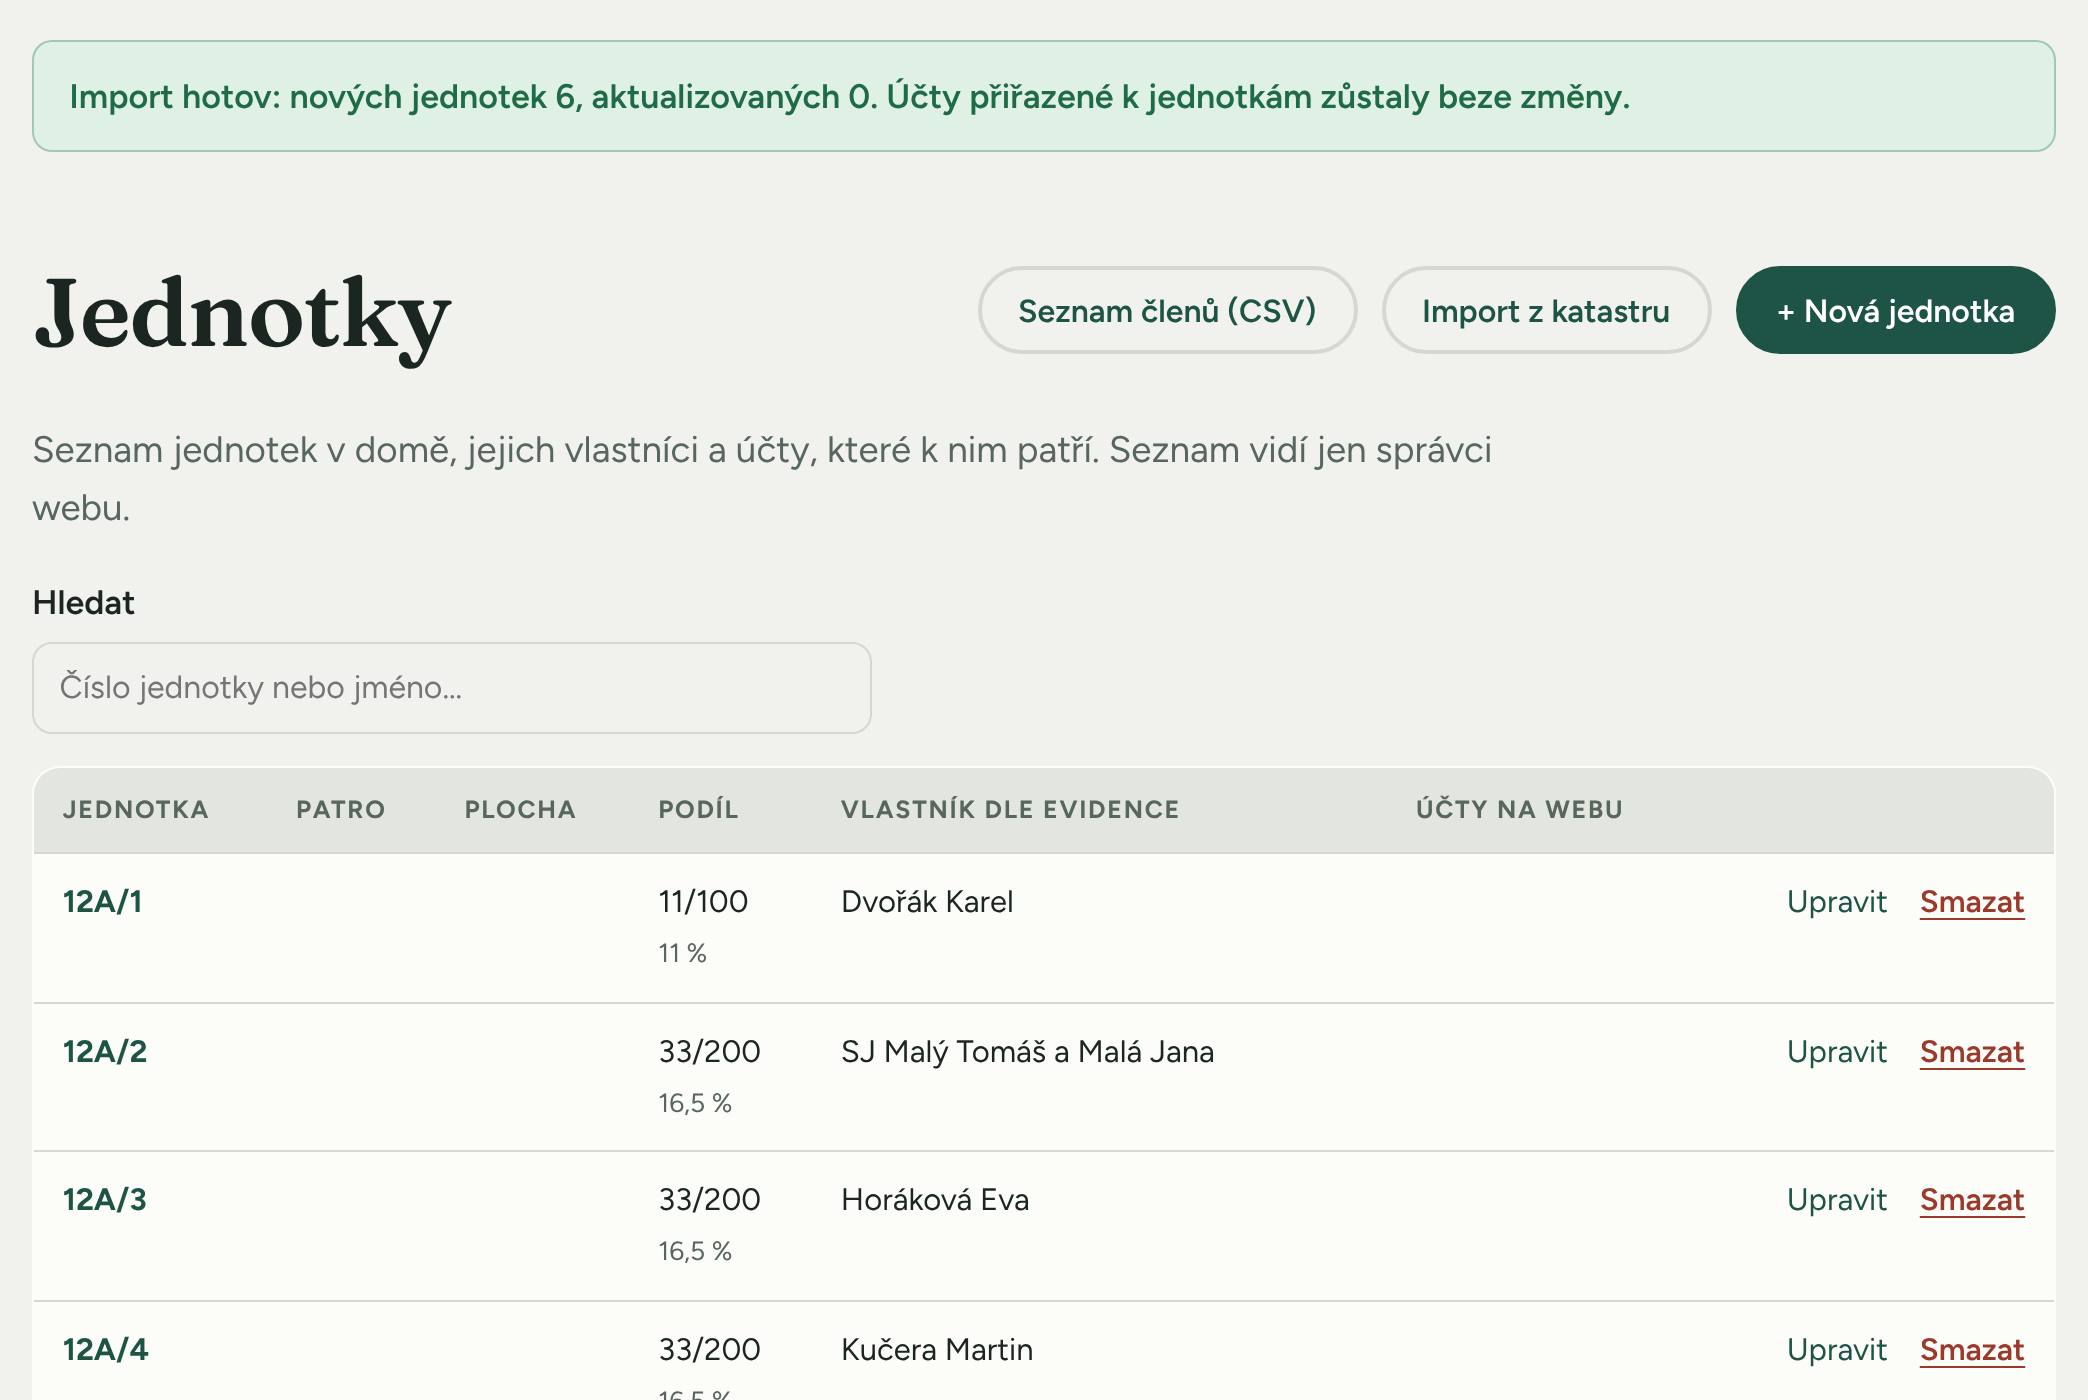 Import hotov: nových jednotek 6, aktualizovaných 0. Účty přiřazené k jednotkám zůstaly beze změny.
Jednotky
Seznam členů (CSV)
Import z katastru
+ Nová jednotka
Seznam jednotek v domě, jejich vlastníci a účty, které k nim patří. Seznam vidí jen správci
webu.
Hledat
Číslo jednotky nebo jméno...
JEDNOTKA PATRO PLOCHA PODÍL VLASTNÍK DLE EVIDENCE ÚČTY NA WEBU
12A/1 11/100 Dvořák Karel Upravit Smazat
11 %
12A/2 33/200 SJ Malý Tomáš a Malá Jana Upravit Smazat
16,5 %
12A/3 33/200 Horáková Eva Upravit Smazat
16,5 %
12A/4 33/200 Kučera Martin Upravit Smazat
16,5 %